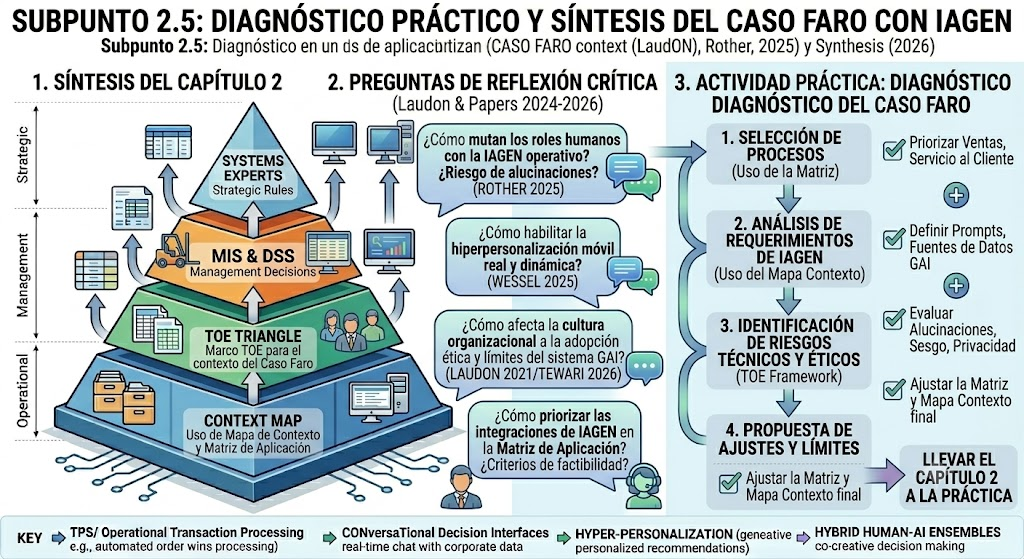 SUBPUNTO 2.5: DIAGNÓSTICO PRÁCTICO Y SÍNTESIS DEL CASO FARO CON IAGEN
Subpunto 2.5: Diagnóstico en un ds de aplicacibrtizan (CASO FARO context (LaudON), Rother, 2025) y Synthesis (2026)
1. SÍNTESIS DEL CAPÍTULO 2
Strategic
Management
Operational
SYSTEMS
EXPERTS
Strategic Rules
MIS & DSS
Management Decisions
TOE TRIANGLE
Marco TOE para el
contexto del Caso Faro
CONTEXT MAP
Uso de Mapa de Contexto
y Matriz de Aplicación
2. PREGUNTAS DE REFLEXIÓN CRÍTICA
(Laudon & Papers 2024-2026)
¿Cómo mutan los roles humanos
con la IAGEN operativo?
¿Riesgo de alucinaciones?
(ROTHER 2025)
¿Cómo habilitar la
hiperpersonalización móvil
real y dinámica?
(WESSEL 2025)
¿Cómo afecta la cultura
organizacional a la adopción
ética y límites del sistema GAI?
(LAUDON 2021/TEWARI 2026)
¿Cómo priorizar las
integraciones de IAGEN en
la Matriz de Aplicación?
¿Criterios de factibilidad?
3. ACTIVIDAD PRÁCTICA: DIAGNÓSTICO
DIAGNÓSTICO DEL CASO FARO
1. SELECCIÓN DE
PROCESOS
(Uso de la Matriz)
2. ANÁLISIS DE
REQUERIMIENTOS
DE IAGEN
(Uso del Mapa Contexto)
3. IDENTIFICACIÓN
DE RIESGOS
TÉCNICOS Y ÉTICOS
(TOE Framework)
4. PROPUESTA DE
AJUSTES Y LÍMITES
Ajustar la Matriz y
Mapa Contexto final
Priorizar Ventas,
Servicio al Cliente
Definir Prompts,
Fuentes de Datos
GAI
Evaluar
Alucinaciones,
Sesgo, Privacidad
Ajustar la Matriz
y Mapa Contexto
final
LLEVAR EL
CAPÍTULO 2
A LA PRÁCTICA
KEY
TPS/ Operational Transaction Processing
e.g., automated order wins processing)
CONversaTional Decision Interfaces
real-time chat with corporate data)
HYPER-PERSONALIZATION (geneative
personalized recommendations)
HYBRID HUMAN-AI ENSEMBLES
co-creative decision making)